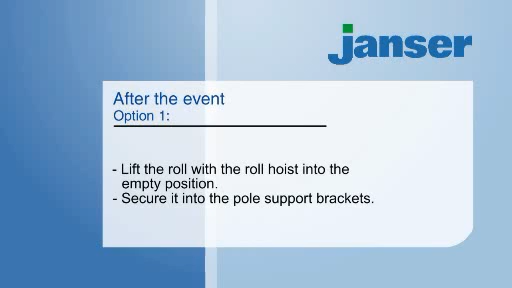 janser
After the event
Option 1:
- Lift the roll with the roll hoist into the
empty position.
- Secure it into the pole support brackets.